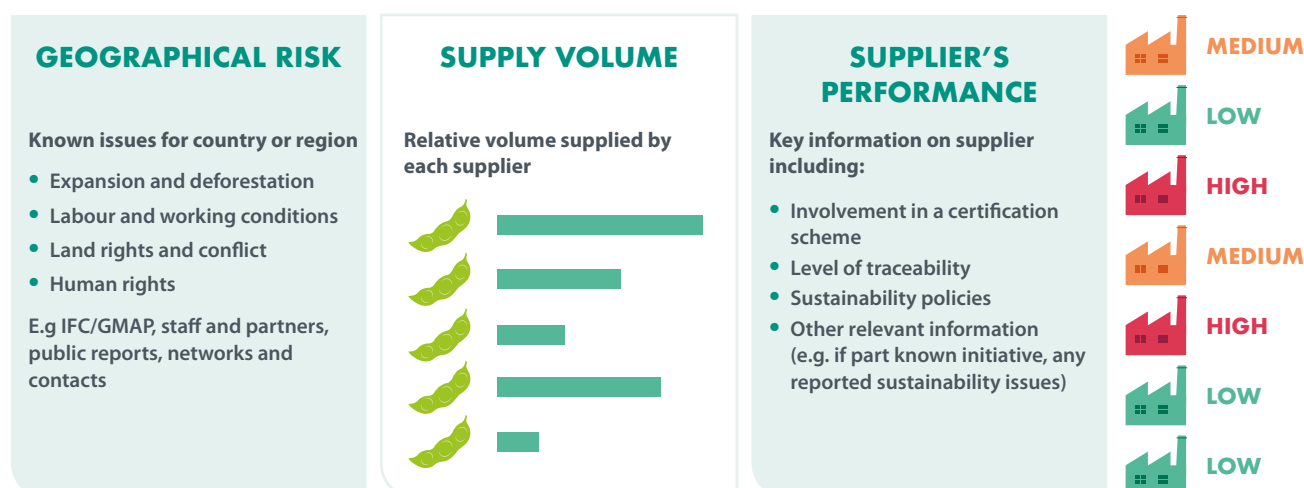 GEOGRAPHICAL RISK
Known issues for country or region
• Expansion and deforestation
• Labour and working conditions
• Land rights and conflict
• Human rights
E.g IFC/GMAP, staff and partners,
public reports, networks and
contacts
SUPPLY VOLUME
Relative volume supplied by
each supplier
SUPPLIER’S
PERFORMANCE
Key information on supplier
including:
• Involvement in a certification
scheme
• Level of traceability
• Sustainability policies
• Other relevant information
(e.g. if part known initiative, any
reported sustainability issues)
MEDIUM
LOW
HIGH
MEDIUM
HIGH
LOW
LOW